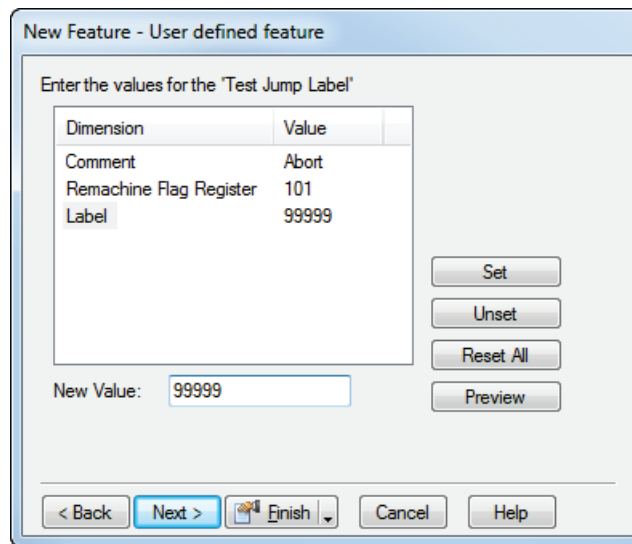 New Feature - User defined feature
Enter the values for the 'Test Jump Label'
Dimension Value
Comment Abort
Remachine Flag Register 101
Label 99999
Set
Unset
Reset All
New Value: 99999
Preview
< Back Next > Finish Cancel Help